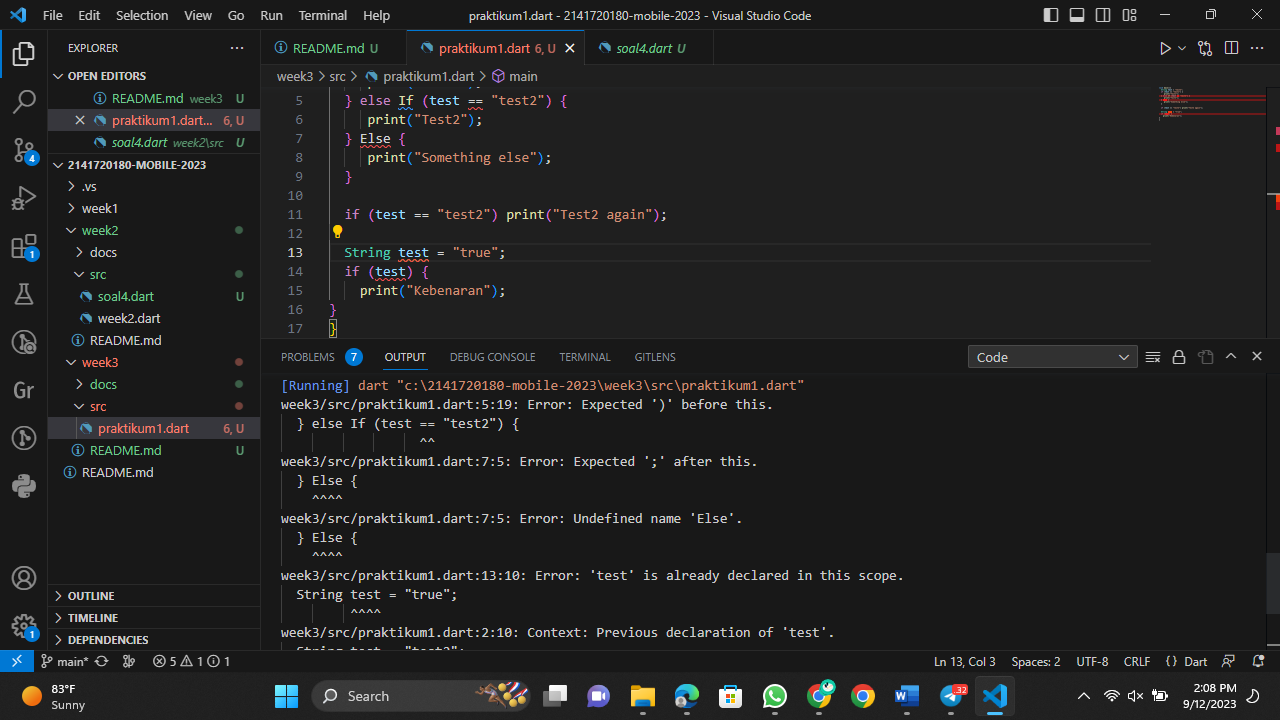 File Edit Selection View Go Run Terminal Help praktikum1.dart - 2141720180-mobile-2023 - Visual Studio Code
EXPLORER
OPEN EDITORS
README.md week3 U
praktikum1.dart... 6, U
soal4.dart week2\src U
2141720180-MOBILE-2023
.vs
week1
week2
docs
src
soal4.dart U
week2.dart
README.md
week3
docs
src
praktikum1.dart 6, U
README.md U
README.md
OUTLINE
TIMELINE
DEPENDENCIES
4
1
Gr
1
README.md U praktikum1.dart 6, U soal4.dart U
week3 > src > praktikum1.dart > main
5 } else If (test == "test2") {
6 print("Test2");
7 } Else {
8 print("Something else");
9 }
10
11 if (test == "test2") print("Test2 again");
12
13 String test = "true";
14 if (test) {
15 print("Kebenaran");
16 }
17 }
PROBLEMS 7 OUTPUT DEBUG CONSOLE TERMINAL GITLENS Code
[Running] dart "c:\2141720180-mobile-2023\week3\src\praktikum1.dart"
week3/src/praktikum1.dart:5:19: Error: Expected ')' before this.
} else If (test == "test2") {
^^
week3/src/praktikum1.dart:7:5: Error: Expected ';' after this.
} Else {
^^^^
week3/src/praktikum1.dart:7:5: Error: Undefined name 'Else'.
} Else {
^^^^
week3/src/praktikum1.dart:13:10: Error: 'test' is already declared in this scope.
String test = "true";
^^^^
week3/src/praktikum1.dart:2:10: Context: Previous declaration of 'test'.
String test = "test2";
main* 5 1 1 Ln 13, Col 3 Spaces: 2 UTF-8 CRLF { } Dart
83°F
Sunny
Search
32
2:08 PM
9/12/2023